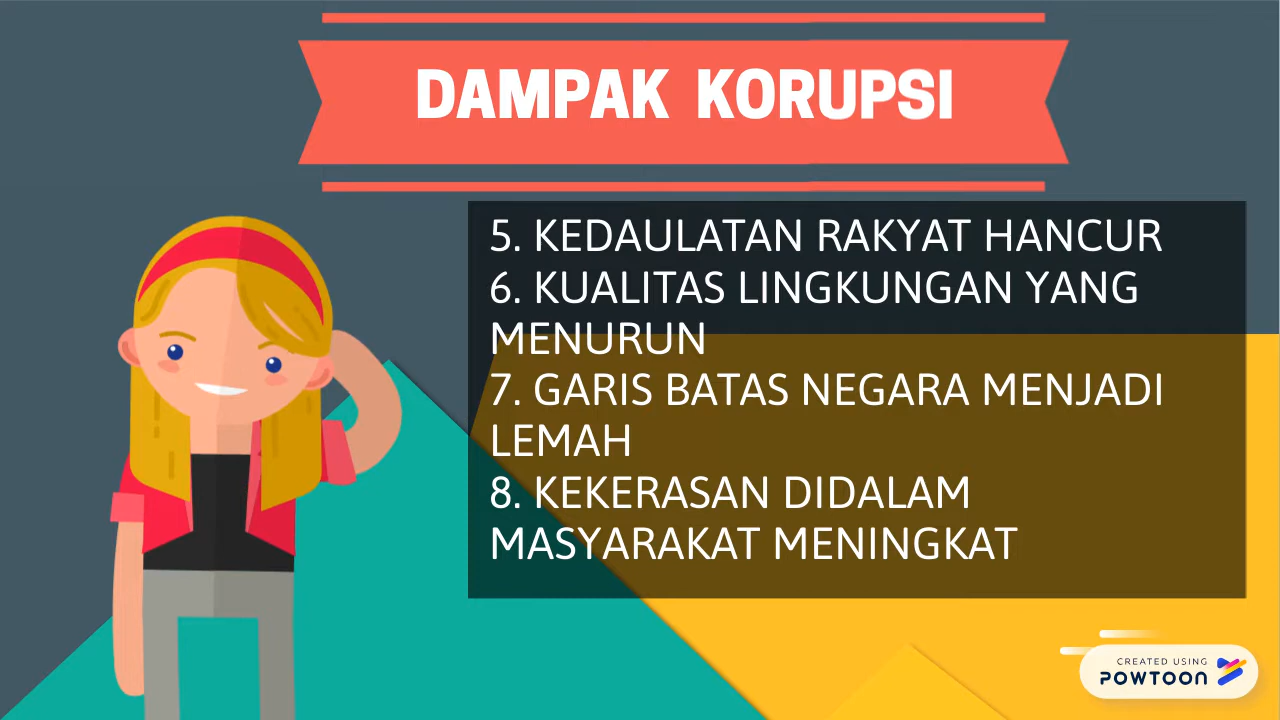 DAMPAK KORUPSI
5. KEDAULATAN RAKYAT HANCUR
6. KUALITAS LINGKUNGAN YANG
MENURUN
7. GARIS BATAS NEGARA MENJADI
LEMAH
8. KEKERASAN DIDALAM
MASYARAKAT MENINGKAT
CREATED USING
POWTOON